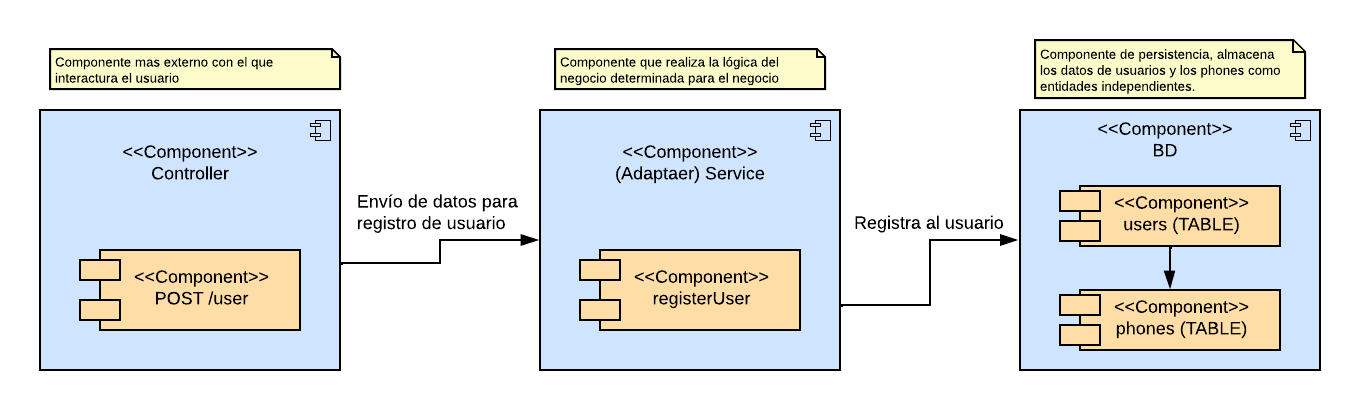 Componente mas externo con el que
interactura el usuario
Componente que realiza la lógica del
negocio determinada para el negocio
Componente de persistencia, almacena
los datos de usuarios y los phones como
entidades independientes.
<<Component>>
Controller
Envío de datos para
registro de usuario
<<Component>>
POST /user
<<Component>>
(Adaptaer) Service
<<Component>>
registerUser
Registra al usuario
<<Component>>
BD
<<Component>>
users (TABLE)
<<Component>>
phones (TABLE)